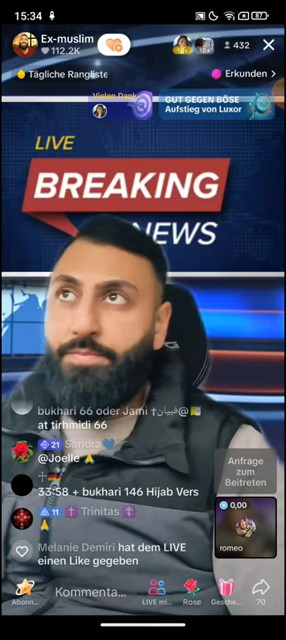 15:34
87
Ex-muslim
112,2K
432
Tägliche Rangliste
Erkunden >
Vielen Dank
GUT GEGEN BÖSE
Aufstieg von Luxor
LIVE
BREAKING
NEWS
bukhari 66 oder Jami
at tirhmidi 66
21 Sandra
@Joelle
33:58 + bukhari 146 Hijab Vers
11 Trinitas
Melanie Demiri hat dem LIVE
einen Like gegeben
Anfrage
zum
Beitreten
0,00
romeo
Abonn...
Kommenta...
LIVE mi...
Rose
Gesche...
70